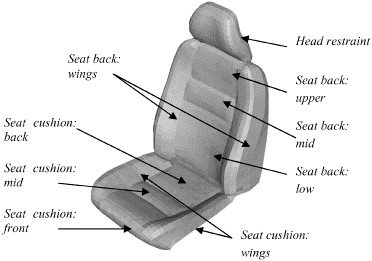 Head restraint
Seat back:
wings
Seat back:
upper
Seat cushion:
back
Seat back:
mid
Seat cushion:
mid
Seat back:
low
Seat cushion:
front
Seat cushion:
wings